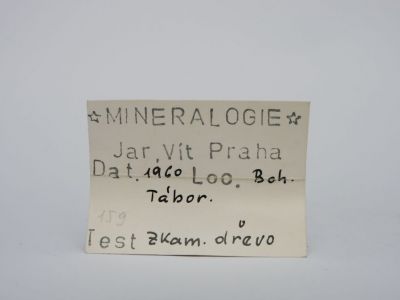 ☆MINERALOGIE☆
Jar. Vít Praha
Dat. 1960 Loc. Boh.
Tábor.
159
Test Zkam. dřevo